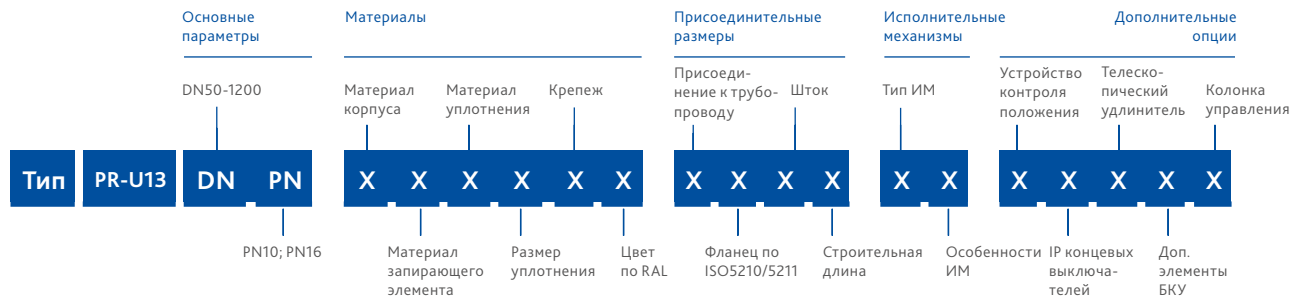 Основные
параметры
Материалы
Присоединительные
размеры
Исполнительные
механизмы
Дополнительные
опции
DN50-1200
Материал
корпуса
Материал
уплотнения
Крепеж
Присоеди-
нение к трубо-
проводу
Шток
Тип ИМ
Устройство
контроля
положения
Телеско-
пический
удлинитель
Колонка
управления
Тип PR-U13 DN PN X X X X X X X X X X X X X X X X X
PN10; PN16
Материал
запирающего
элемента
Размер
уплотнения
Цвет
по RAL
Фланец по
ISO5210/5211
Строительная
длина
Особенности
ИМ
IP концевых
выключа-
телей
Доп.
элементы
БКУ